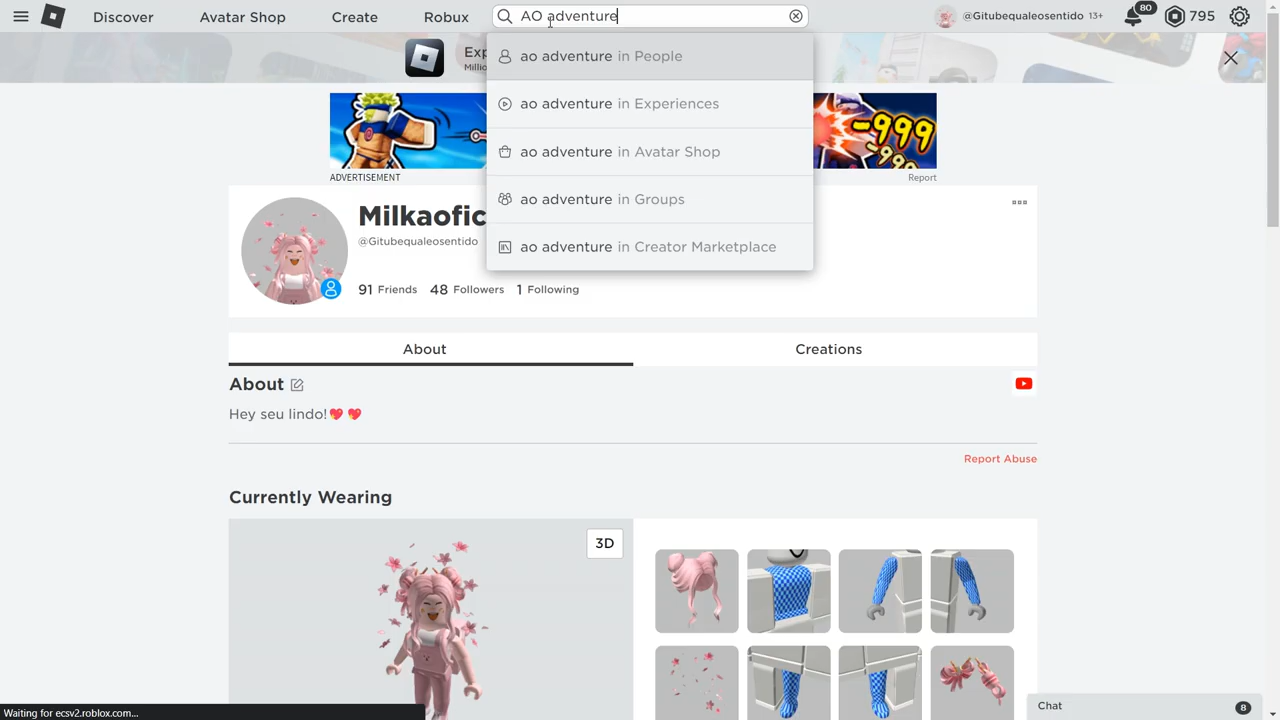 Discover Avatar Shop Create Robux AO adventure @Gitubequaleosentido 13+ 80 795
Exp
Millio
ao adventure in People
ao adventure in Experiences
ao adventure in Avatar Shop
ao adventure in Groups
ao adventure in Creator Marketplace
-999
-999
ADVERTISEMENT Report
Milkaofic
@Gitubequaleosentido
91 Friends 48 Followers 1 Following
About Creations
About
Hey seu lindo!💖 💖
Report Abuse
Currently Wearing
3D
Chat 8
Waiting for ecsv2.roblox.com...